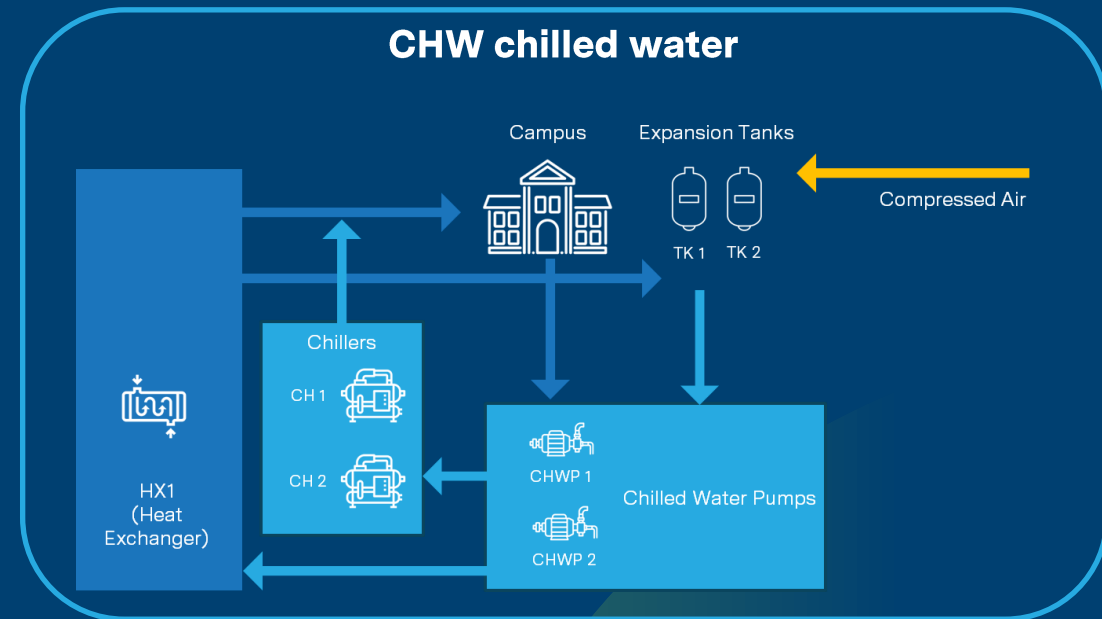 CHW chilled water
Campus
Expansion Tanks
Compressed Air
TK 1
TK 2
Chillers
CH 1
CH 2
HX1
(Heat
Exchanger)
CHWP 1
Chilled Water Pumps
CHWP 2